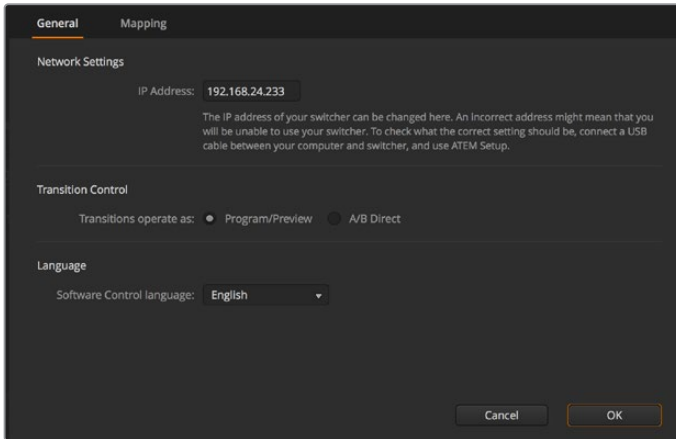 General Mapping
Network Settings
IP Address: 192.168.24.233
The IP address of your switcher can be changed here. An incorrect address might mean that you
will be unable to use your switcher. To check what the correct setting should be, connect a USB
cable between your computer and switcher, and use ATEM Setup.
Transition Control
Transitions operate as: Program/Preview A/B Direct
Language
Software Control language: English
Cancel OK